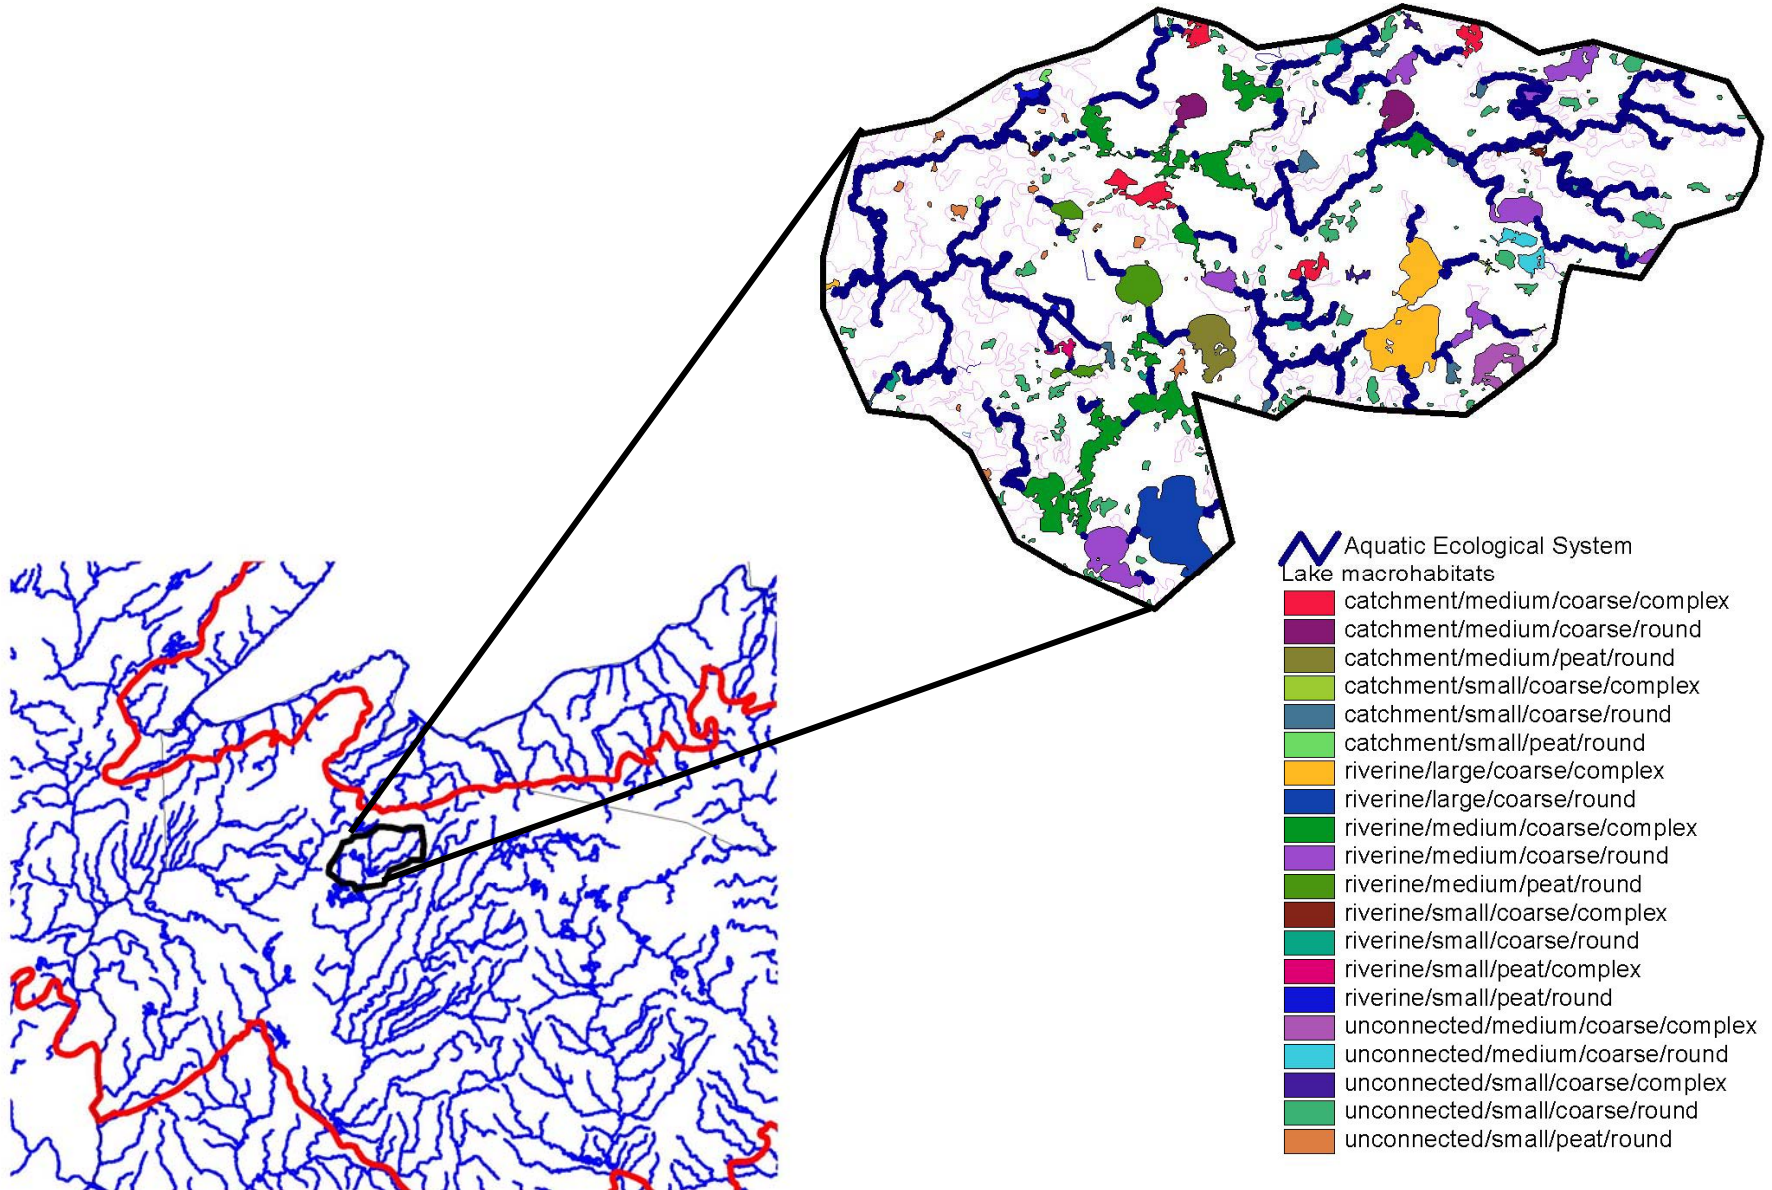 Aquatic Ecological System
Lake macrohabitats
catchment/medium/coarse/complex
catchment/medium/coarse/round
catchment/medium/peat/round
catchment/small/coarse/complex
catchment/small/coarse/round
catchment/small/peat/round
riverine/large/coarse/complex
riverine/large/coarse/round
riverine/medium/coarse/complex
riverine/medium/coarse/round
riverine/medium/peat/round
riverine/small/coarse/complex
riverine/small/coarse/round
riverine/small/peat/complex
riverine/small/peat/round
unconnected/medium/coarse/complex
unconnected/medium/coarse/round
unconnected/small/coarse/complex
unconnected/small/coarse/round
unconnected/small/peat/round